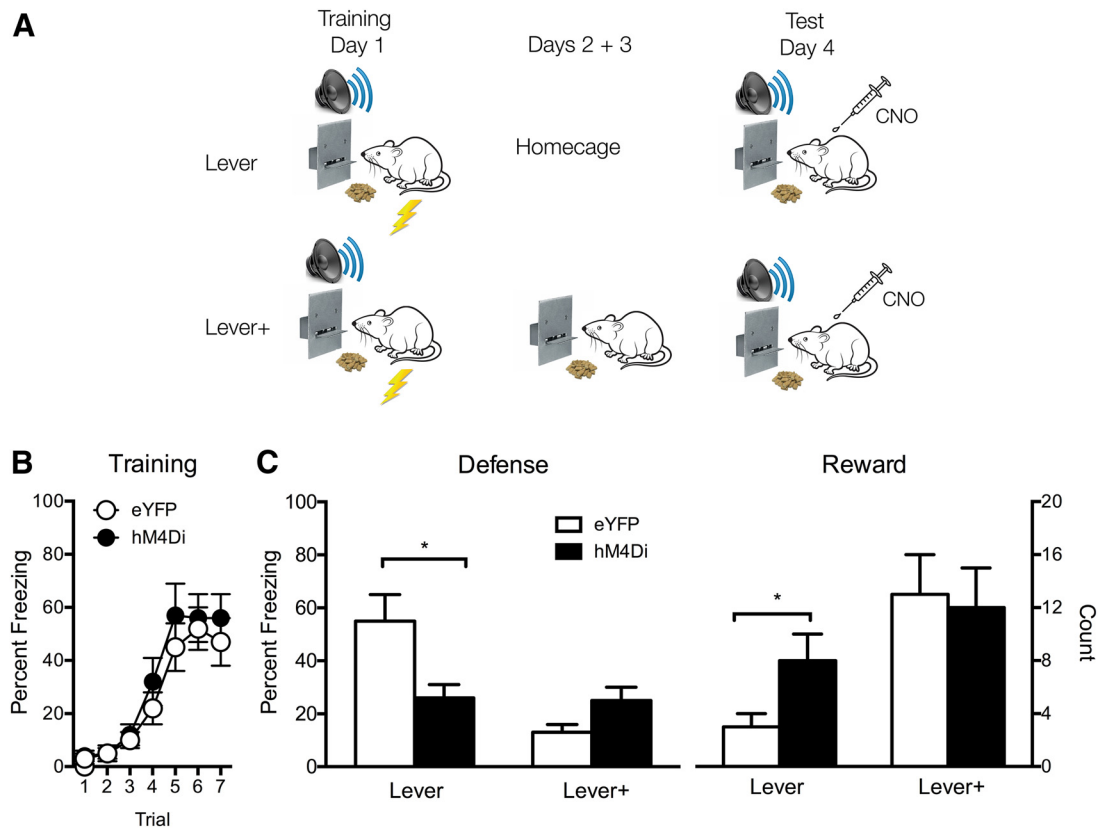 A
Training
Day 1
Days 2 + 3
Test
Day 4
Lever
Homecage
CNO
Lever+
CNO
B
Training
100
80
60
40
20
0
Percent Freezing
eYFP
hM4Di
1 2 3 4 5 6 7
Trial
C
Defense
Reward
100
80
60
40
20
0
Percent Freezing
eYFP
hM4Di
*
*
20
16
12
8
4
0
Count
Lever
Lever+
Lever
Lever+